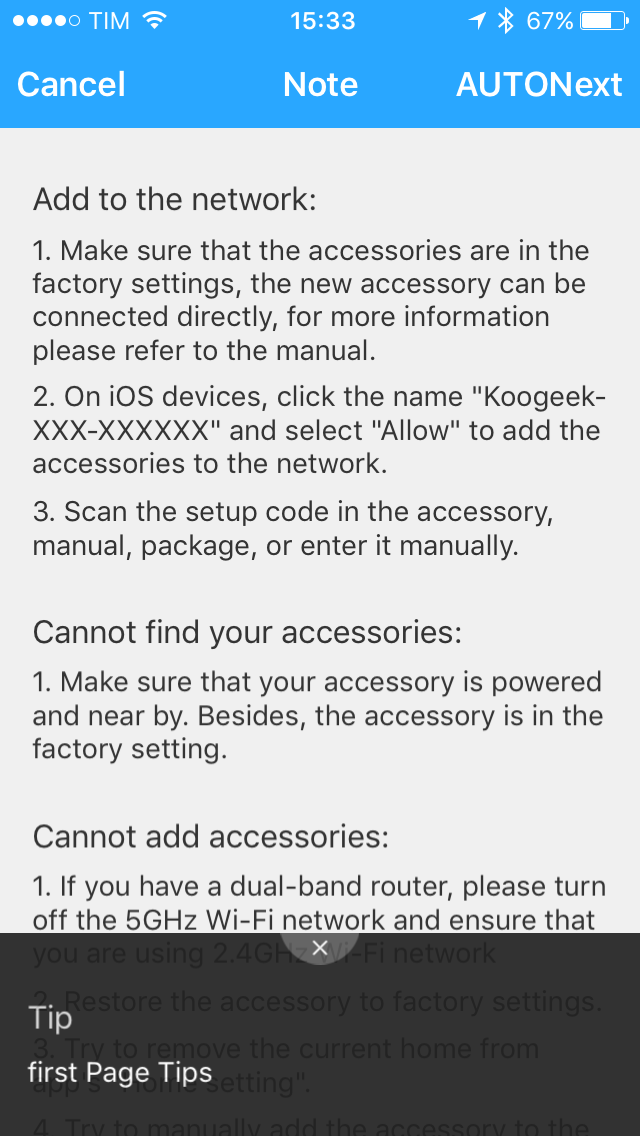 TIM 15:33 67%
Cancel Note AUTONext
Add to the network:
1. Make sure that the accessories are in the
factory settings, the new accessory can be
connected directly, for more information
please refer to the manual.
2. On iOS devices, click the name "Koogeek-
XXX-XXXXXX" and select "Allow" to add the
accessories to the network.
3. Scan the setup code in the accessory,
manual, package, or enter it manually.
Cannot find your accessories:
1. Make sure that your accessory is powered
and near by. Besides, the accessory is in the
factory setting.
Cannot add accessories:
1. If you have a dual-band router, please turn
off the 5GHz Wi-Fi network and ensure that
you are using 2.4GHz Wi-Fi network
2. Restore the accessory to factory settings.
Tip
3. Try to remove the current home from
first Page Tips
app's "Home setting".
4. Try to manually add the accessory to the